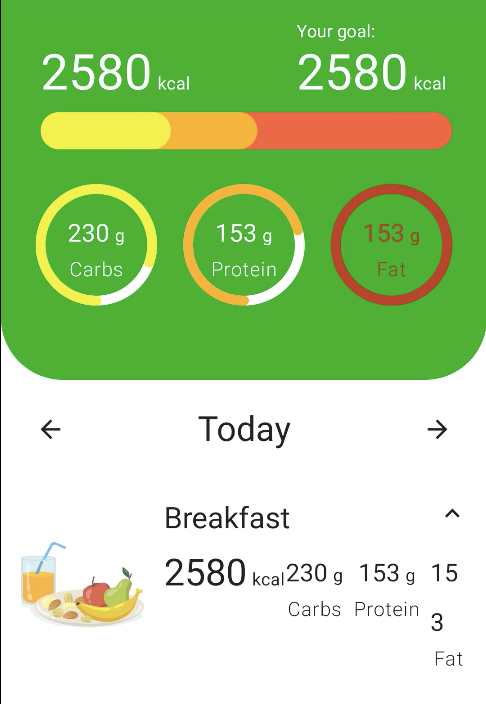 Your goal:
2580 kcal 2580 kcal
230 g 153 g 153 g
Carbs Protein Fat
Today
Breakfast
2580 kcal 230 g 153 g 15
Carbs Protein 3
Fat